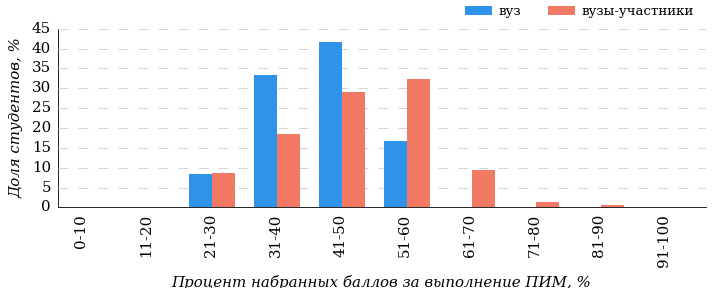 вуз вузы-участники
Доля студентов, %
45
40
35
30
25
20
15
10
5
0
0-10 11-20 21-30 31-40 41-50 51-60 61-70 71-80 81-90 91-100
Процент набранных баллов за выполнение ПИМ, %